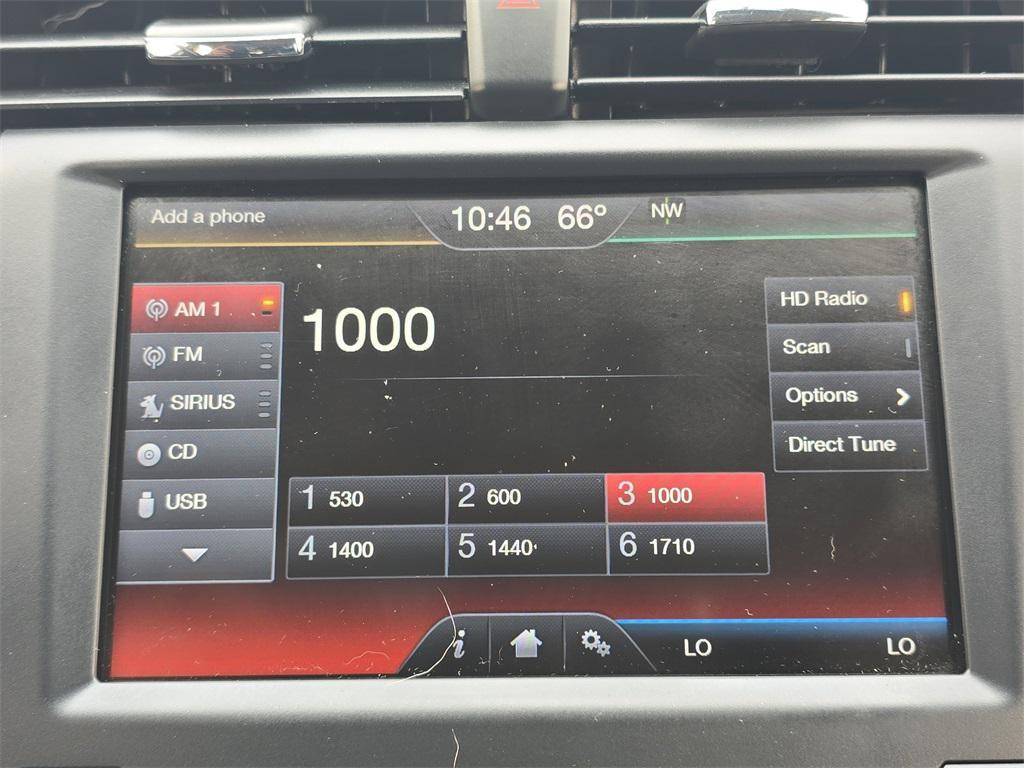 Add a phone
10:46 66º
NW
AM 1
FM
SIRIUS
CD
USB
1000
HD Radio
Scan
Options
Direct Tune
1 530
2 600
3 1000
4 1400
5 1440
6 1710
i
LO
LO